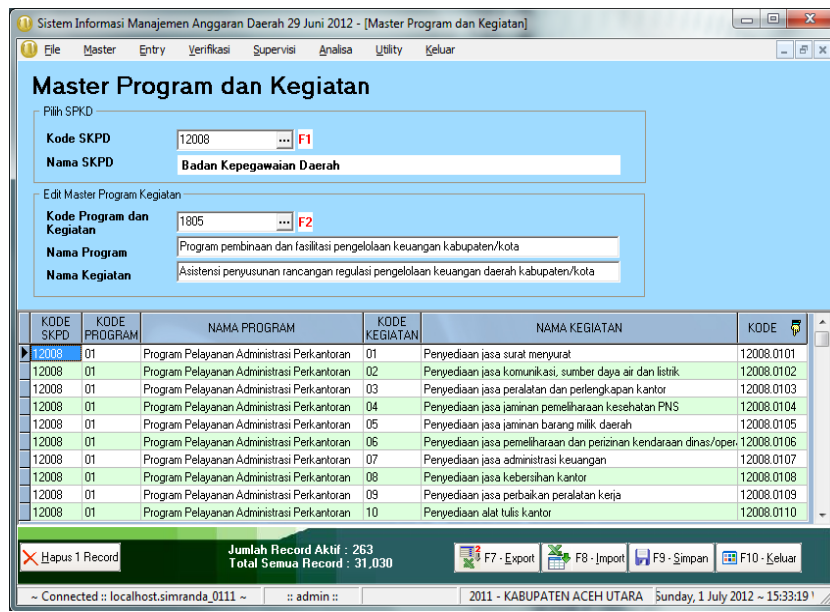 Sistem Informasi Manajemen Anggaran Daerah 29 Juni 2012 - [Master Program dan Kegiatan]
File Master Entry Verifikasi Supervisi Analisa Utility Keluar
Master Program dan Kegiatan
Pilih SPKD
Kode SKPD 12008 ... F1
Nama SKPD Badan Kepegawaian Daerah
Edit Master Program Kegiatan
Kode Program dan Kegiatan 1805 ... F2
Nama Program Program pembinaan dan fasilitasi pengelolaan keuangan kabupaten/kota
Nama Kegiatan Asistensi penyusunan rancangan regulasi pengelolaan keuangan daerah kabupaten/kota
KODE SKPD KODE PROGRAM NAMA PROGRAM KODE KEGIATAN NAMA KEGIATAN KODE
12008 01 Program Pelayanan Administrasi Perkantoran 01 Penyediaan jasa surat menyurat 12008.0101
12008 01 Program Pelayanan Administrasi Perkantoran 02 Penyediaan jasa komunikasi, sumber daya air dan listrik 12008.0102
12008 01 Program Pelayanan Administrasi Perkantoran 03 Penyediaan jasa peralatan dan perlengkapan kantor 12008.0103
12008 01 Program Pelayanan Administrasi Perkantoran 04 Penyediaan jasa jaminan pemeliharaan kesehatan PNS 12008.0104
12008 01 Program Pelayanan Administrasi Perkantoran 05 Penyediaan jasa jaminan barang milik daerah 12008.0105
12008 01 Program Pelayanan Administrasi Perkantoran 06 Penyediaan jasa pemeliharaan dan perizinan kendaraan dinas/oper 12008.0106
12008 01 Program Pelayanan Administrasi Perkantoran 07 Penyediaan jasa administrasi keuangan 12008.0107
12008 01 Program Pelayanan Administrasi Perkantoran 08 Penyediaan jasa kebersihan kantor 12008.0108
12008 01 Program Pelayanan Administrasi Perkantoran 09 Penyediaan jasa perbaikan peralatan kerja 12008.0109
12008 01 Program Pelayanan Administrasi Perkantoran 10 Penyediaan alat tulis kantor 12008.0110
Hapus 1 Record Jumlah Record Aktif : 263 F7 - Export F8 - Import F9 - Simpan F10 - Keluar
Total Semua Record : 31,030
~ Connected :: localhost.simranda_0111 ~ :: admin :: 2011 - KABUPATEN ACEH UTARA Sunday, 1 July 2012 ~ 15:33:19